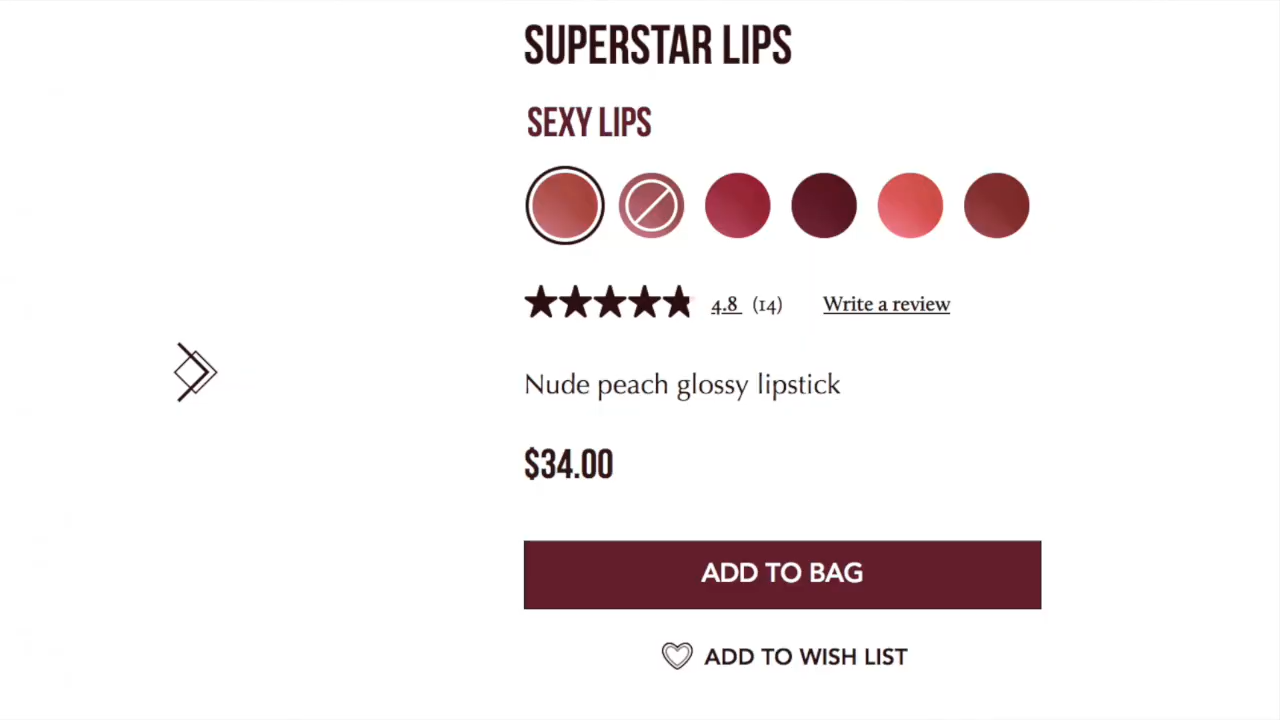 SUPERSTAR LIPS
SEXY LIPS
4.8 (14) Write a review
Nude peach glossy lipstick
$34.00
ADD TO BAG
ADD TO WISH LIST